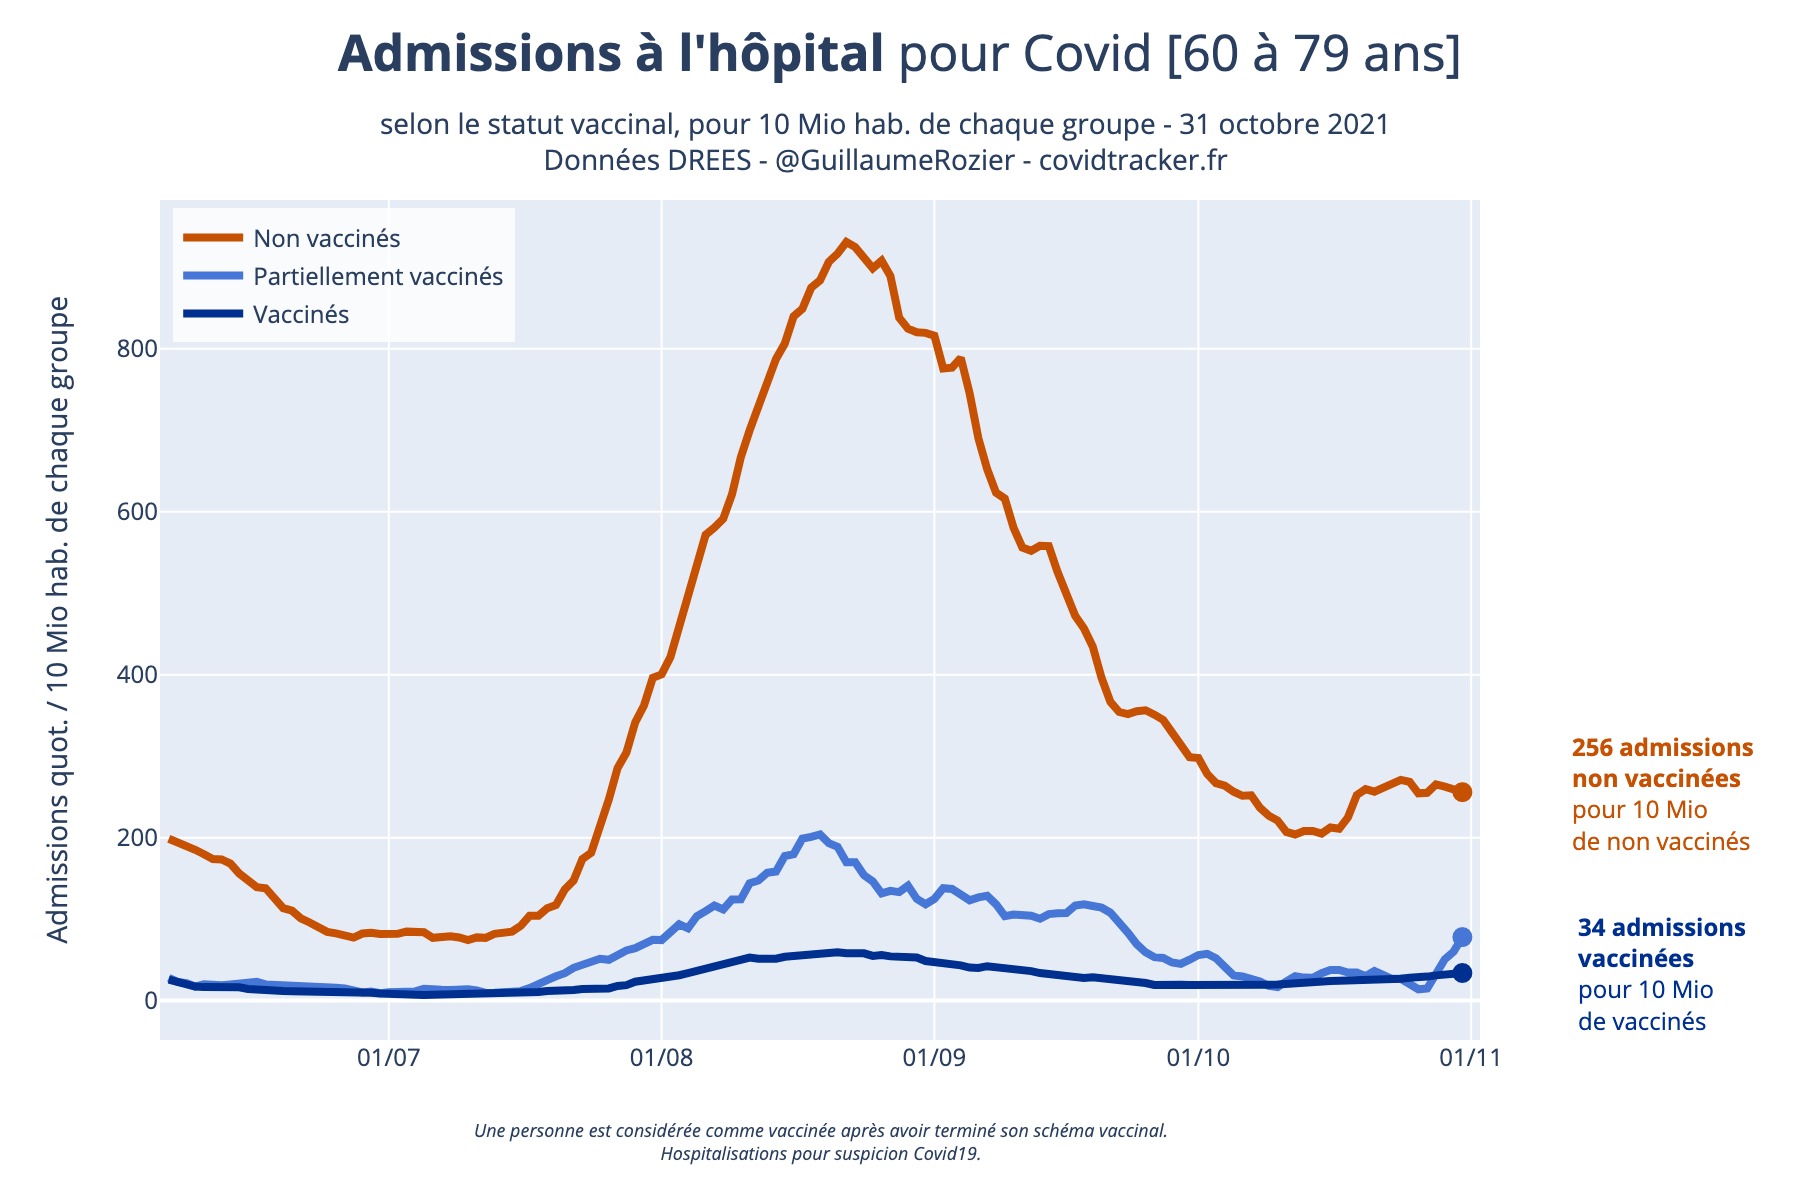 Admissions à l'hôpital pour Covid [60 à 79 ans]
selon le statut vaccinal, pour 10 Mio hab. de chaque groupe - 31 octobre 2021
Données DREES - @GuillaumeRozier - covidtracker.fr
Non vaccinés
Partiellement vaccinés
Vaccinés
Admissions quot. / 10 Mio hab. de chaque groupe
800
600
400
200
0
01/07
01/08
01/09
01/10
01/11
256 admissions
non vaccinées
pour 10 Mio
de non vaccinés
34 admissions
vaccinées
pour 10 Mio
de vaccinés
Une personne est considérée comme vaccinée après avoir terminé son schéma vaccinal.
Hospitalisations pour suspicion Covid19.